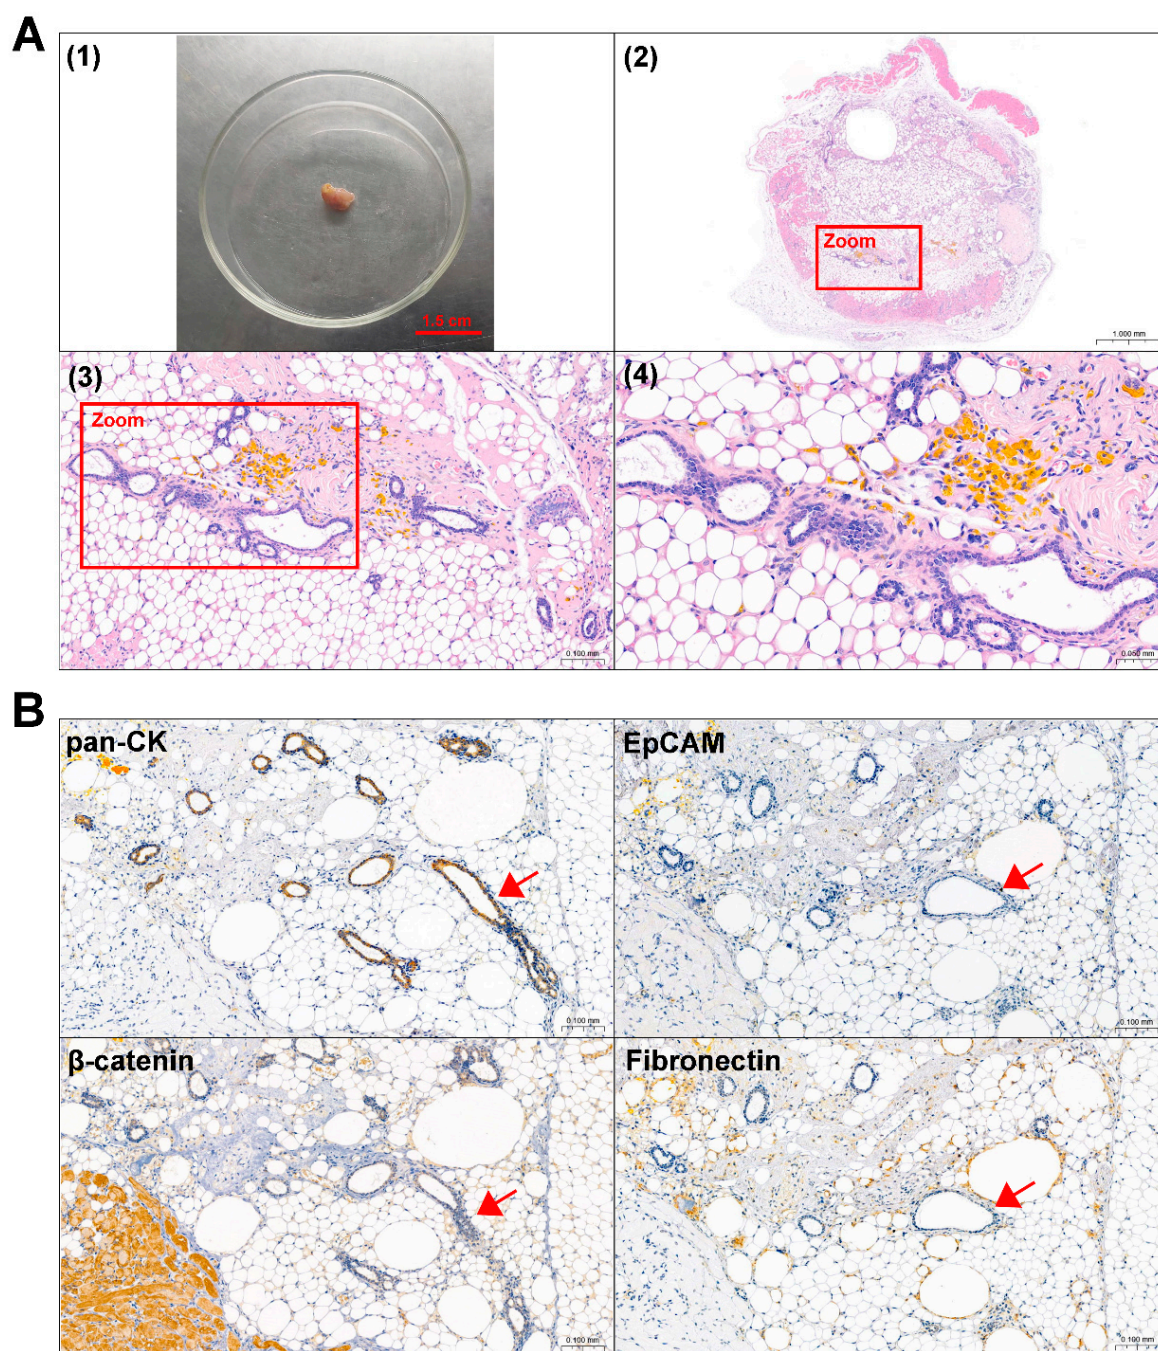 A
(1)
1.5 cm
(2)
Zoom
1.000 mm
(3)
Zoom
0.100 mm
(4)
0.050 mm
B
pan-CK
0.100 mm
EpCAM
0.100 mm
β-catenin
0.100 mm
Fibronectin
0.100 mm